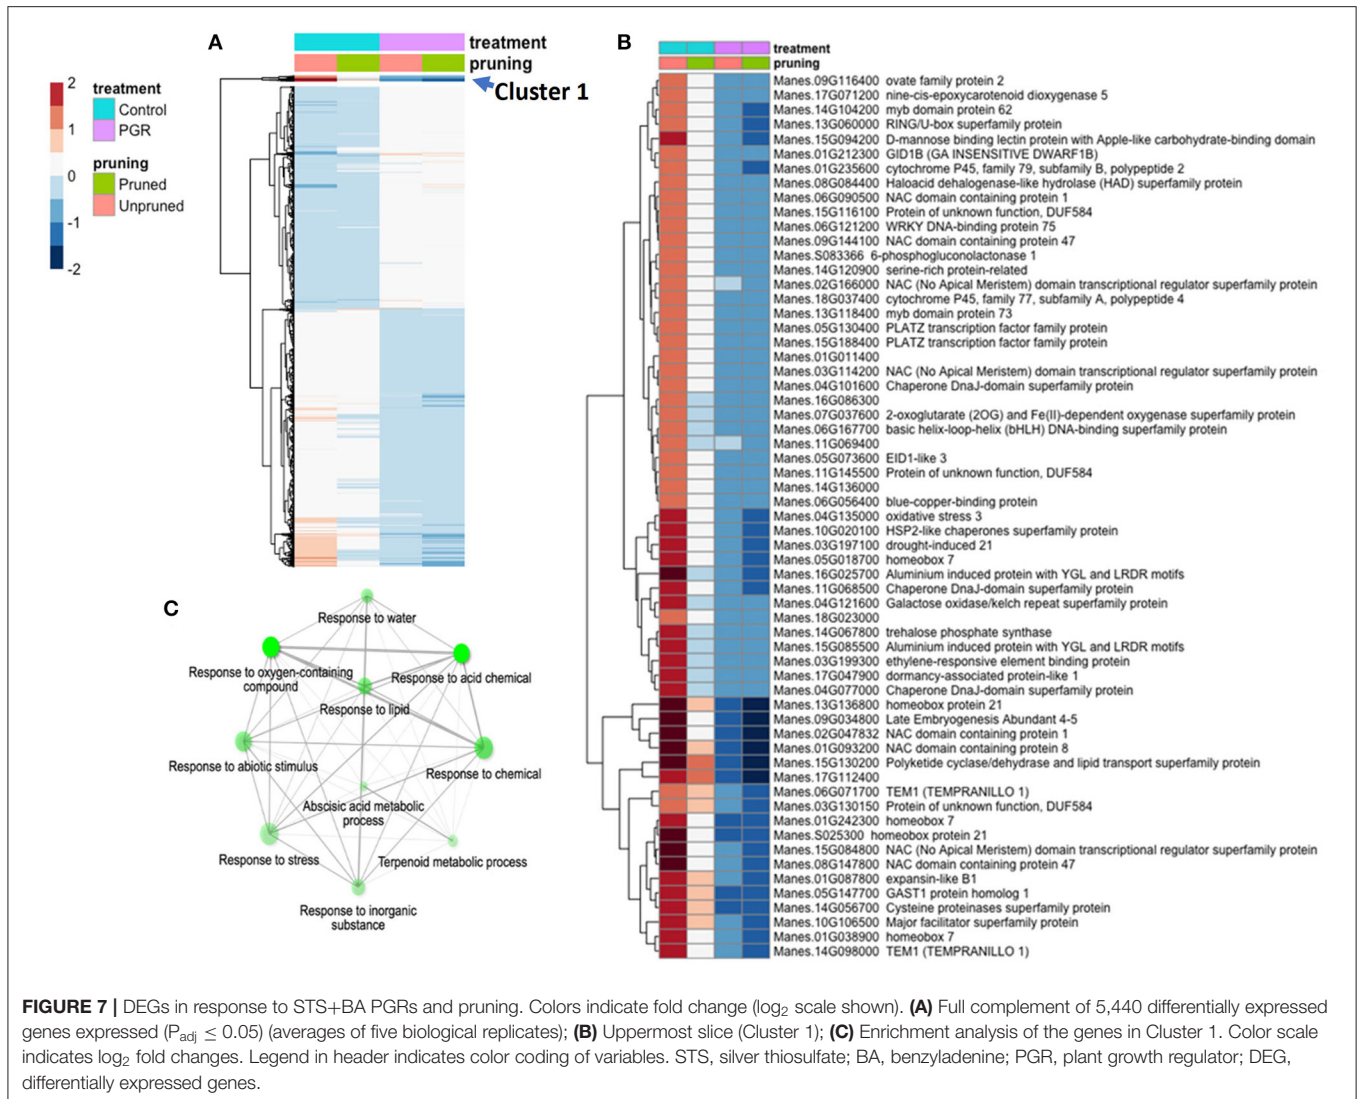 A
treatment
pruning
Cluster 1
2
1
0
-1
-2
treatment
Control
PGR
pruning
Pruned
Unpruned
B
treatment
pruning
Manes.09G116400 ovate family protein 2
Manes.17G071200 nine-cis-epoxycarotenoid dioxygenase 5
Manes.14G104200 myb domain protein 62
Manes.13G060000 RING/U-box superfamily protein
Manes.15G094200 D-mannose binding lectin protein with Apple-like carbohydrate-binding domain
Manes.01G212300 GID1B (GA INSENSITIVE DWARF1B)
Manes.01G235600 cytochrome P45, family 79, subfamily B, polypeptide 2
Manes.08G084400 Haloacid dehalogenase-like hydrolase (HAD) superfamily protein
Manes.06G090500 NAC domain containing protein 1
Manes.15G116100 Protein of unknown function, DUF584
Manes.06G121200 WRKY DNA-binding protein 75
Manes.09G144100 NAC domain containing protein 47
Manes.S083366 6-phosphogluconolactonase 1
Manes.14G120900 serine-rich protein-related
Manes.02G166000 NAC (No Apical Meristem) domain transcriptional regulator superfamily protein
Manes.18G037400 cytochrome P45, family 77, subfamily A, polypeptide 4
Manes.13G118400 myb domain protein 73
Manes.05G130400 PLATZ transcription factor family protein
Manes.15G188400 PLATZ transcription factor family protein
Manes.01G011400
Manes.03G114200 NAC (No Apical Meristem) domain transcriptional regulator superfamily protein
Manes.04G101600 Chaperone DnaJ-domain superfamily protein
Manes.16G086300
Manes.07G037600 2-oxoglutarate (2OG) and Fe(II)-dependent oxygenase superfamily protein
Manes.06G167700 basic helix-loop-helix (bHLH) DNA-binding superfamily protein
Manes.11G069400
Manes.05G073600 EID1-like 3
Manes.11G145500 Protein of unknown function, DUF584
Manes.14G136000
Manes.06G056400 blue-copper-binding protein
Manes.04G135000 oxidative stress 3
Manes.10G020100 HSP2-like chaperones superfamily protein
Manes.03G197100 drought-induced 21
Manes.05G018700 homeobox 7
Manes.16G025700 Aluminium induced protein with YGL and LRDR motifs
Manes.11G068500 Chaperone DnaJ-domain superfamily protein
Manes.04G121600 Galactose oxidase/kelch repeat superfamily protein
Manes.18G023000
Manes.14G067800 trehalose phosphate synthase
Manes.15G085500 Aluminium induced protein with YGL and LRDR motifs
Manes.03G199300 ethylene-responsive element binding protein
Manes.17G047900 dormancy-associated protein-like 1
Manes.04G077000 Chaperone DnaJ-domain superfamily protein
Manes.13G136800 homeobox protein 21
Manes.09G034800 Late Embryogenesis Abundant 4-5
Manes.02G047832 NAC domain containing protein 1
Manes.01G093200 NAC domain containing protein 8
Manes.15G130200 Polyketide cyclase/dehydrase and lipid transport superfamily protein
Manes.17G112400
Manes.06G071700 TEM1 (TEMPRANILLO 1)
Manes.03G130150 Protein of unknown function, DUF584
Manes.01G242300 homeobox 7
Manes.S025300 homeobox protein 21
Manes.15G084800 NAC (No Apical Meristem) domain transcriptional regulator superfamily protein
Manes.08G147800 NAC domain containing protein 47
Manes.01G087800 expansin-like B1
Manes.05G147700 GAST1 protein homolog 1
Manes.14G056700 Cysteine proteinases superfamily protein
Manes.10G106500 Major facilitator superfamily protein
Manes.01G038900 homeobox 7
Manes.14G098000 TEM1 (TEMPRANILLO 1)
C
Response to water
Response to oxygen-containing
compound
Response to acid chemical
Response to lipid
Response to abiotic stimulus
Response to chemical
Abscisic acid metabolic
process
Response to stress
Terpenoid metabolic process
Response to inorganic
substance
FIGURE 7 | DEGs in response to STS+BA PGRs and pruning. Colors indicate fold change (log₂ scale shown). (A) Full complement of 5,440 differentially expressed
genes expressed (Padj ≤ 0.05) (averages of five biological replicates); (B) Uppermost slice (Cluster 1); (C) Enrichment analysis of the genes in Cluster 1. Color scale
indicates log₂ fold changes. Legend in header indicates color coding of variables. STS, silver thiosulfate; BA, benzyladenine; PGR, plant growth regulator; DEG,
differentially expressed genes.